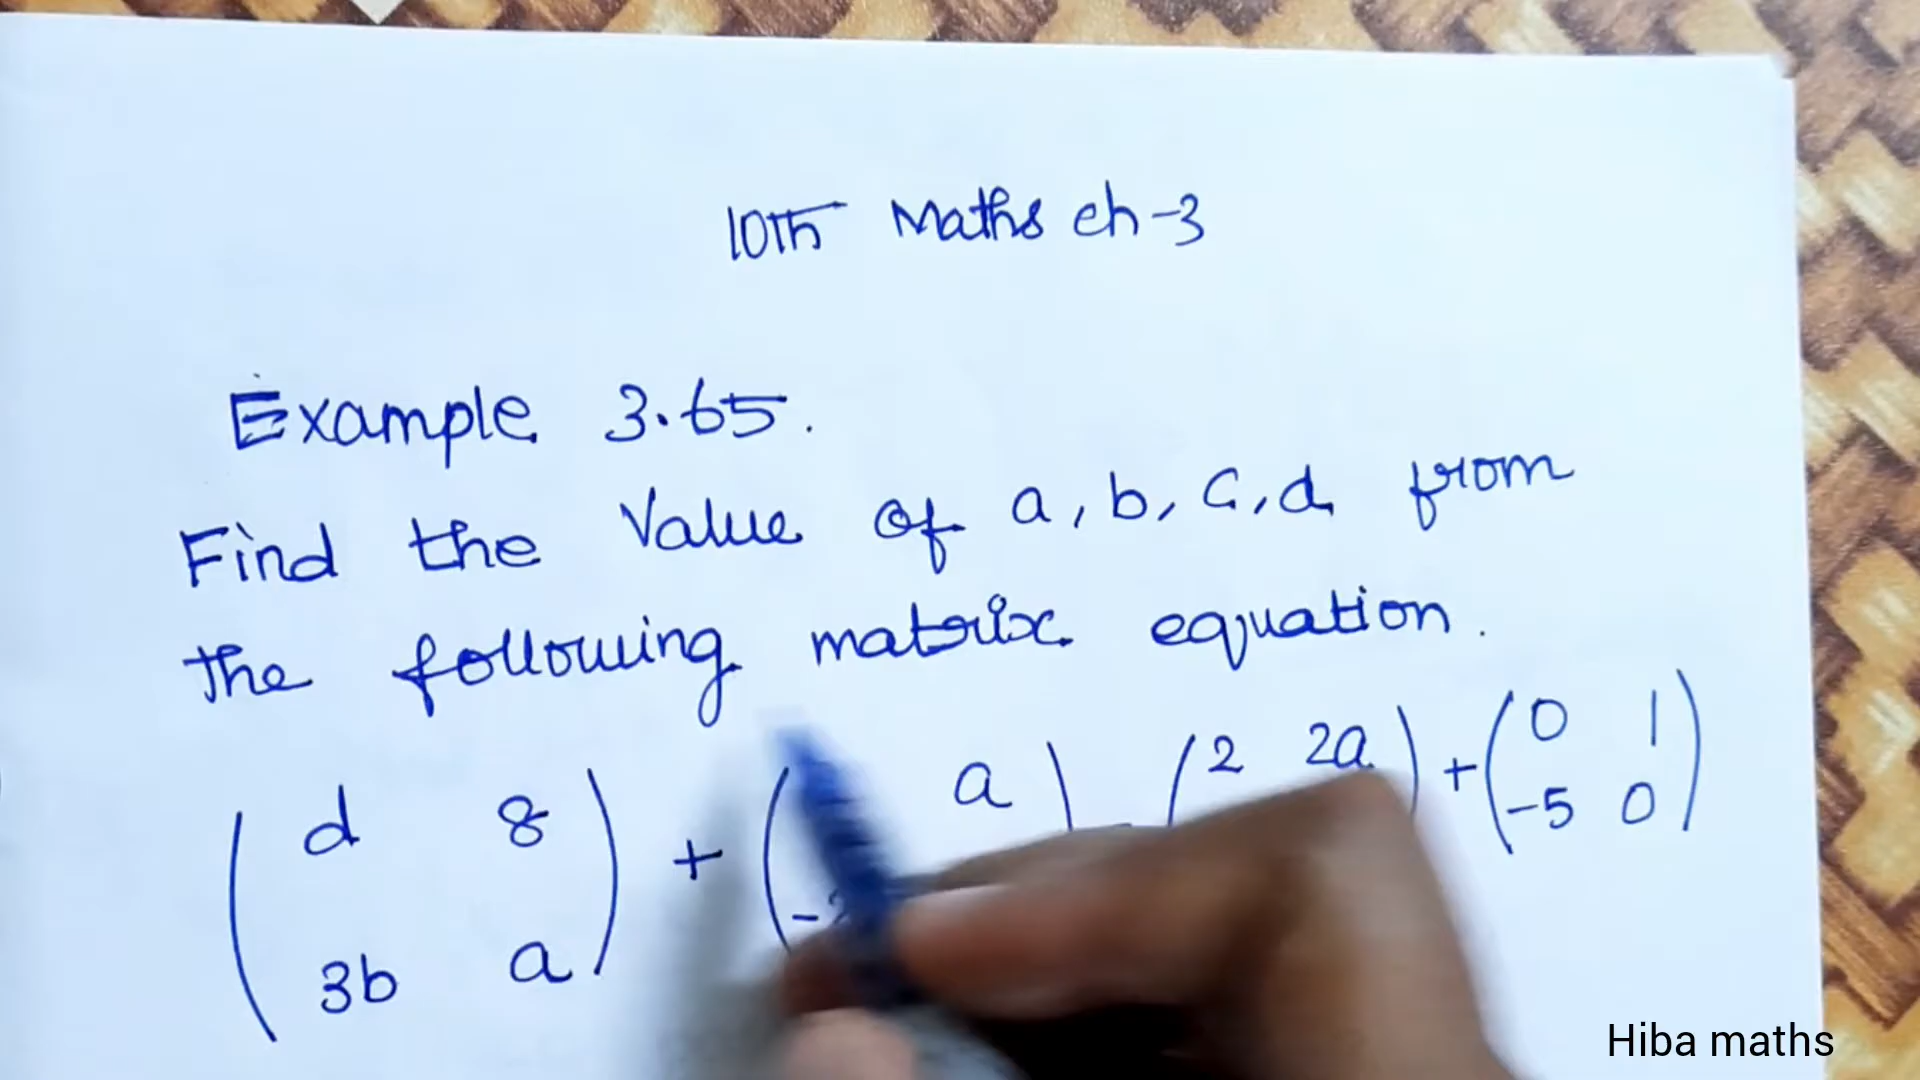 10th Maths ch-3
Example 3.65.
Find the Value of a, b, c, d from
the following matrix equation.
d 8 a 2 2a 0 1
3b a + + -5 0
Hiba maths